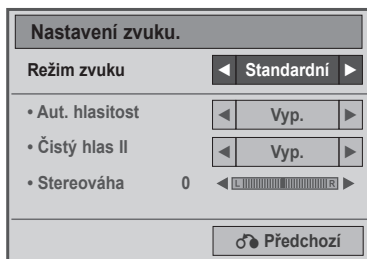 Nastavení zvuku.
Režim zvuku ◀ Standardní ▶
• Aut. hlasitost ◀ Vyp. ▶
• Čistý hlas II ◀ Vyp. ▶
• Stereováha 0 ◀ L R ▶
Předchozí